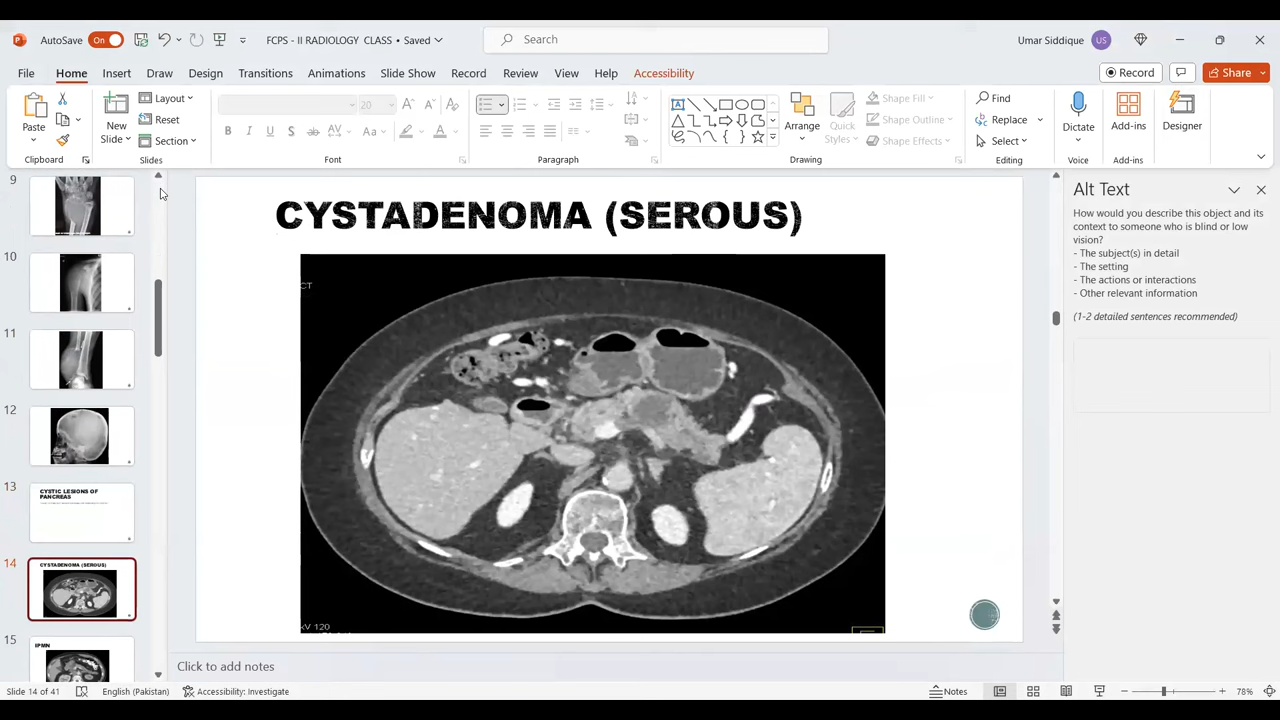 AutoSave On FCPS - II RADIOLOGY CLASS • Saved Search Umar Siddique US
File Home Insert Draw Design Transitions Animations Slide Show Record Review View Help Accessibility Record Share
Paste New Slides Layout Reset Section 20 B I U S ab AV Aa A Arrange Quick Styles Shape Fill Shape Outline Shape Effects Find Replace Select Dictate Add-ins Designer
Clipboard Slides Font Paragraph Drawing Editing Voice Add-ins
9
10
11
12
13
CYSTIC LESIONS OF
PANCREAS
14
CYSTADENOMA (SEROUS)
15
IPMN
CYSTADENOMA (SEROUS)
CT
kV 120
Click to add notes
Alt Text
How would you describe this object and its
context to someone who is blind or low
vision?
- The subject(s) in detail
- The setting
- The actions or interactions
- Other relevant information
(1-2 detailed sentences recommended)
Slide 14 of 41 English (Pakistan) Accessibility: Investigate Notes 78%